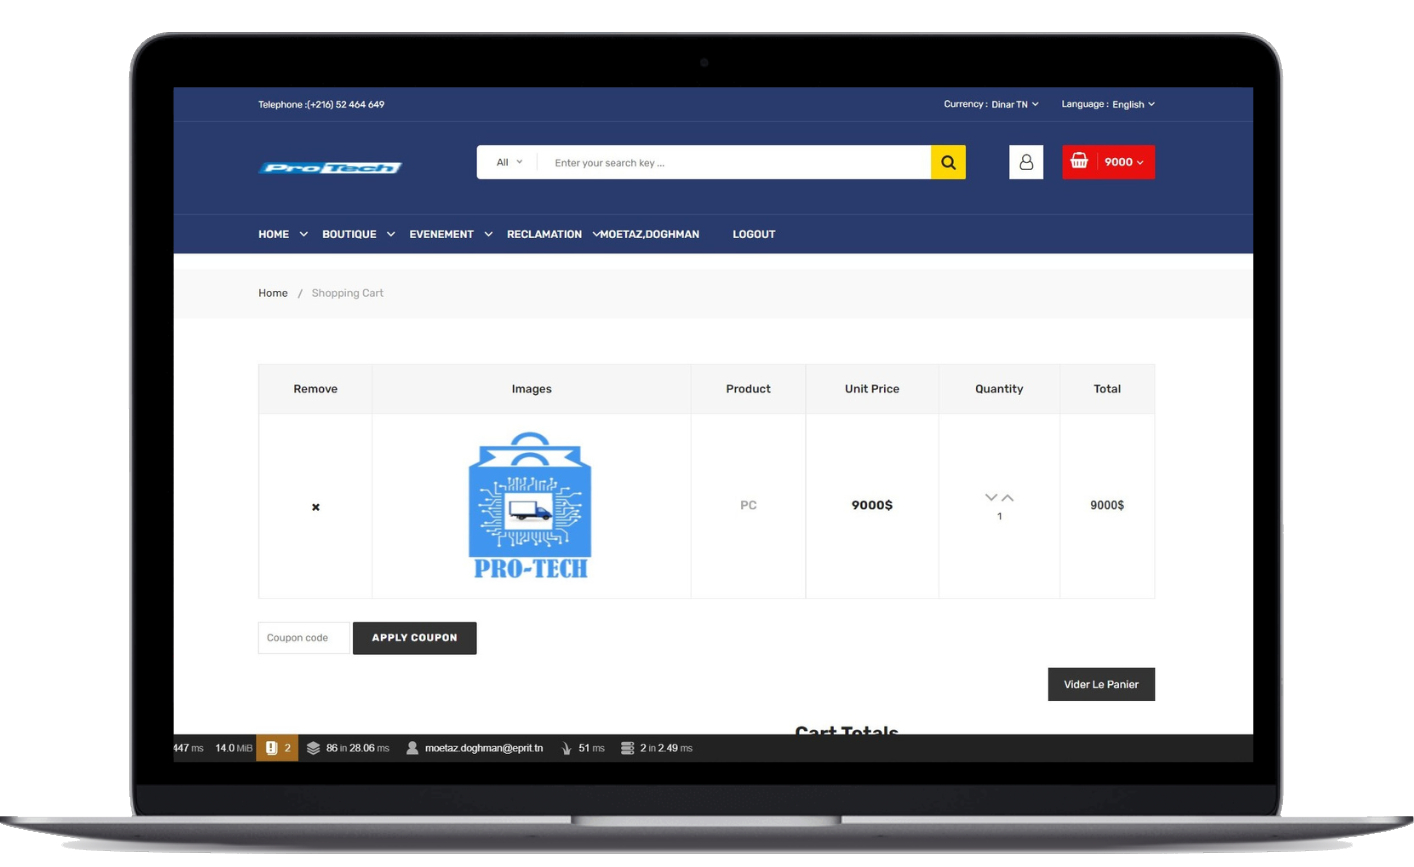 Telephone :(+216) 52 464 649
Currency : Dinar TN
Language : English
ProTech
All
Enter your search key ...
9000
HOME BOUTIQUE EVENEMENT RECLAMATION MOETAZ,DOGHMAN LOGOUT
Home / Shopping Cart
Remove Images Product Unit Price Quantity Total
PRO-TECH
PC 9000$ 1 9000$
Coupon code APPLY COUPON
Vider Le Panier
Cart Totals
447 ms 14.0 MiB 2 86 in 28.06 ms moetaz.doghman@eprit.tn 51 ms 2 in 2.49 ms